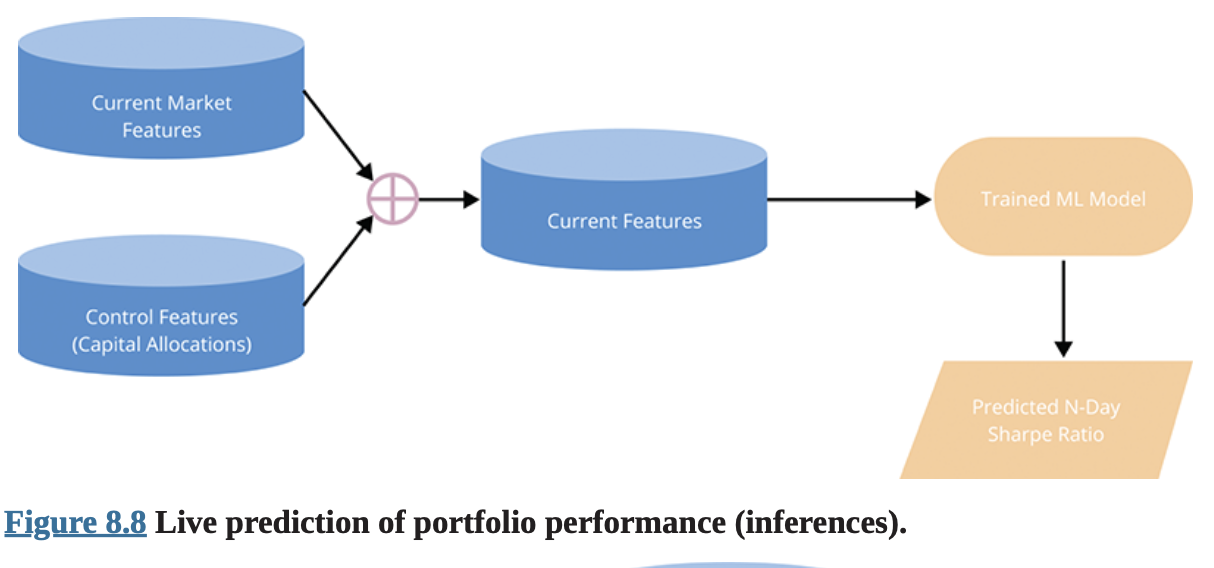 Current Market
Features
Control Features
(Capital Allocations)
Current Features
Trained ML Model
Predicted N-Day
Sharpe Ratio
Figure 8.8 Live prediction of portfolio performance (inferences).